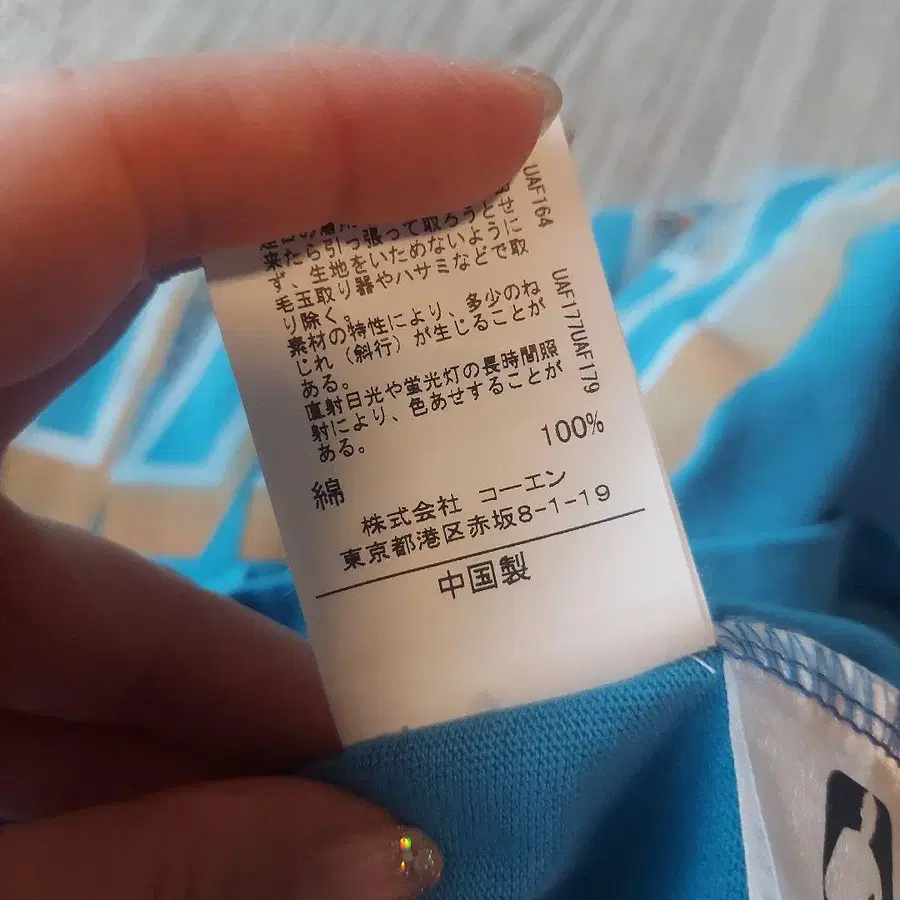 来たら引っ張って取ろうとせ
ず、生地をいためないように
毛玉取り器やハサミなどで取
り除く。
素材の特性により、多少のね
じれ（斜行）が生じることが
ある。
直射日光や蛍光灯の長時間照
射により、色あせすることが
ある。
綿 100%
株式会社 コーエン
東京都港区赤坂8-1-19
中国製
UAF164
UAF177UAF179